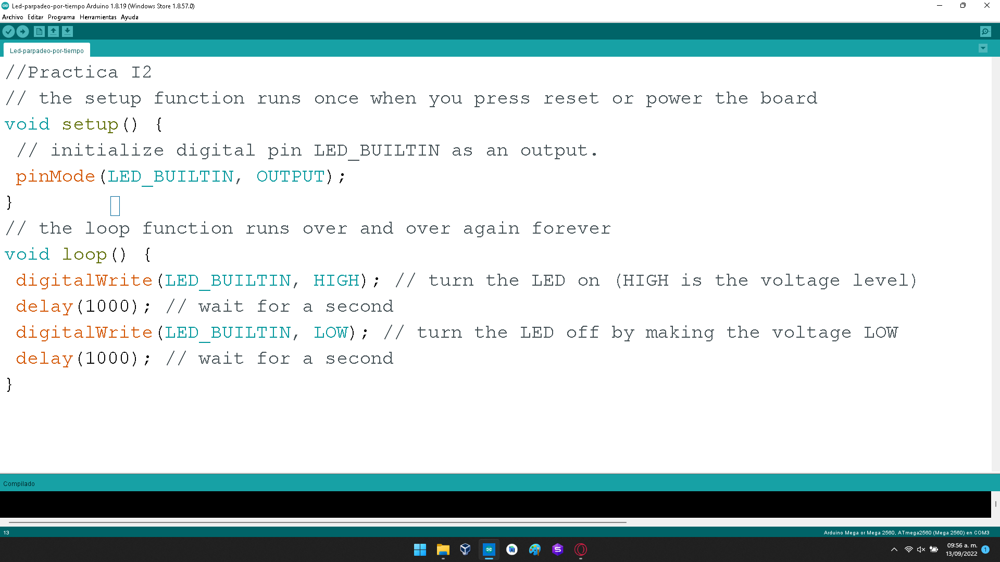 Led-parpadeo-por-tiempo Arduino 1.8.19 (Windows Store 1.8.57.0)
Archivo Editar Programa Herramientas Ayuda
Led-parpadeo-por-tiempo
//Practica I2
// the setup function runs once when you press reset or power the board
void setup() {
 // initialize digital pin LED_BUILTIN as an output.
 pinMode(LED_BUILTIN, OUTPUT);
}
// the loop function runs over and over again forever
void loop() {
 digitalWrite(LED_BUILTIN, HIGH); // turn the LED on (HIGH is the voltage level)
 delay(1000); // wait for a second
 digitalWrite(LED_BUILTIN, LOW); // turn the LED off by making the voltage LOW
 delay(1000); // wait for a second
}
Compilado
13
Arduino Mega or Mega 2560, ATmega2560 (Mega 2560) en COM3
09:56 a. m.
13/09/2022
1